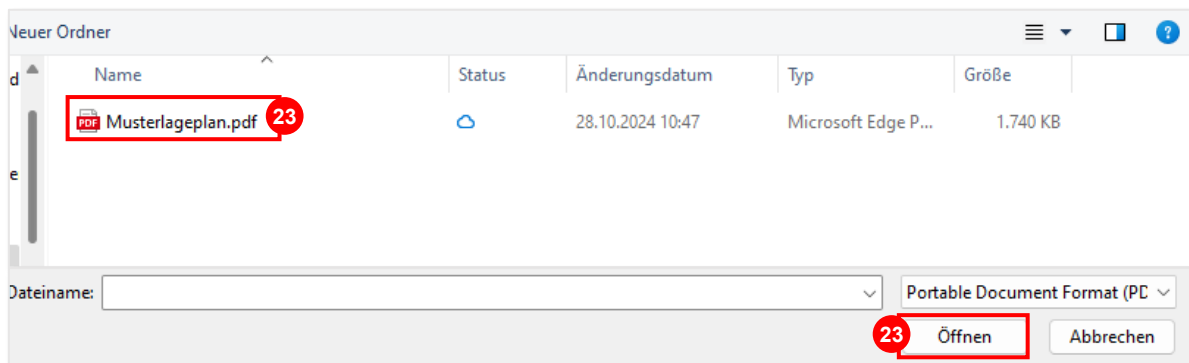 Neuer Ordner ?
d Name Status Änderungsdatum Typ Größe
PDF Musterlageplan.pdf 23 28.10.2024 10:47 Microsoft Edge P... 1.740 KB
e
Dateiname: Portable Document Format (PD
23 Öffnen Abbrechen